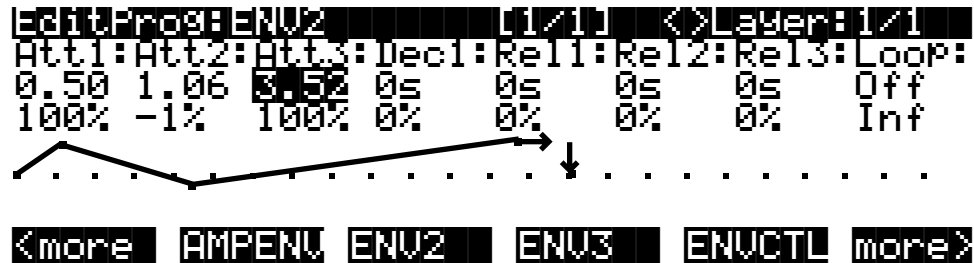 EditProg:ENV2 [1/1] <>Layer:1/1
Att1:Att2:Att3:Dec1:Rel1:Rel2:Rel3:Loop:
0.50 1.06 3.52 0s 0s 0s 0s Off
100% -1% 100% 0% 0% 0% 0% Inf
<more AMPENV ENV2 ENV3 ENVCTL more>